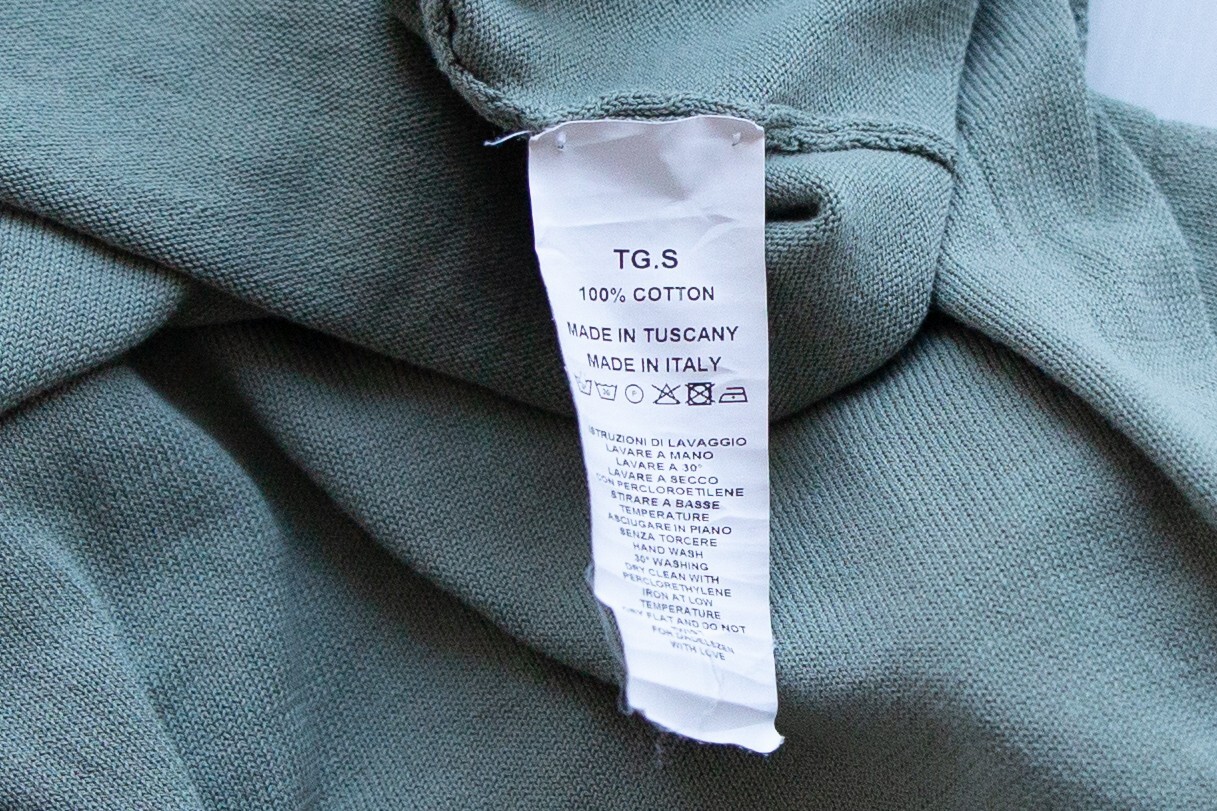 TG.S
100% COTTON
MADE IN TUSCANY
MADE IN ITALY
P
ISTRUZIONI DI LAVAGGIO
LAVARE A MANO
LAVARE A 30°
LAVARE A SECCO
CON PERCLOROETILENE
STIRARE A BASSE
TEMPERATURE
ASCIUGARE IN PIANO
SENZA TORCERE
HAND WASH
30° WASHING
DRY CLEAN WITH
PERCLORETHYLENE
IRON AT LOW
TEMPERATURE
DRY FLAT AND DO NOT
FOR
WITH LOVE